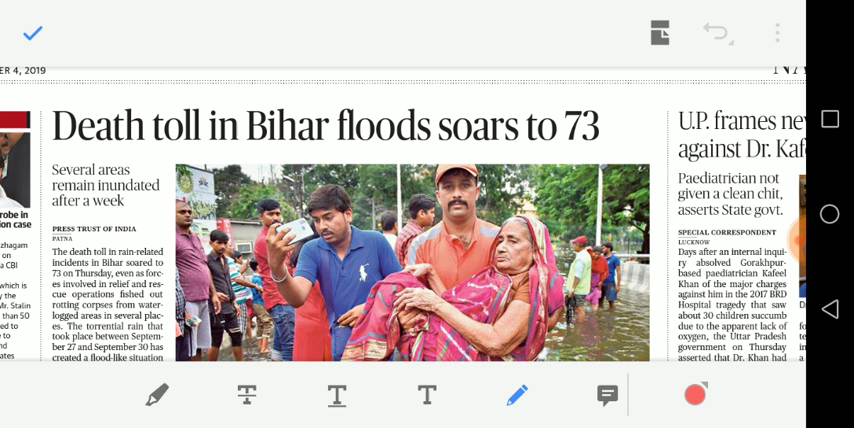 ER 4, 2019
Death toll in Bihar floods soars to 73
Several areas
remain inundated
after a week
PRESS TRUST OF INDIA
PATNA
The death toll in rain-related
incidents in Bihar soared to
73 on Thursday, even as forc-
es involved in relief and res-
cue operations fished out
rotting corpses from water-
logged areas in several plac-
es. The torrential rain that
took place between Septem-
ber 27 and September 30 has
created a flood-like situation
U.P. frames ne
against Dr. Kaf
Paediatrician not
given a clean chit,
asserts State govt.
SPECIAL CORRESPONDENT
LUCKNOW
Days after an internal inqui-
ry absolved Gorakhpur-
based paediatrician Kafeel
Khan of the major charges
against him in the 2017 BRD
Hospital tragedy that saw
about 30 children succumb
due to the apparent lack of
oxygen, the Uttar Pradesh
government on Thursday
asserted that Dr. Khan had
robe in
ion case
zhagam
on
a CBI
which is
y the
Mr. Stalin
than 50
ed to
e to
nd
ates